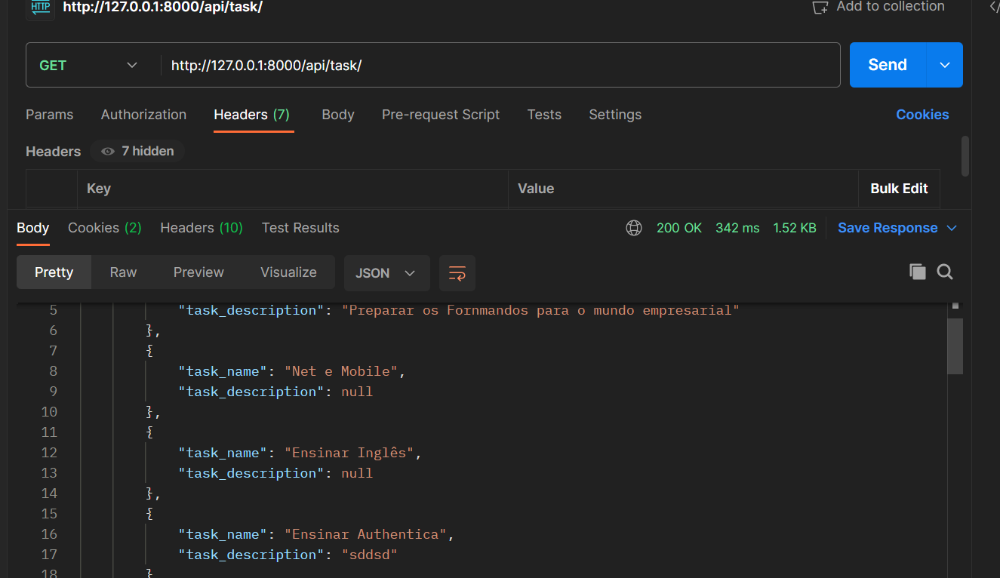 HTTP http://127.0.0.1:8000/api/task/ Add to collection
GET http://127.0.0.1:8000/api/task/ Send
Params Authorization Headers (7) Body Pre-request Script Tests Settings Cookies
Headers 7 hidden
Key Value Bulk Edit
Body Cookies (2) Headers (10) Test Results 200 OK 342 ms 1.52 KB Save Response
Pretty Raw Preview Visualize JSON
5 "task_description": "Preparar os Fornmandos para o mundo empresarial"
6 },
7 {
8 "task_name": "Net e Mobile",
9 "task_description": null
10 },
11 {
12 "task_name": "Ensinar Inglês",
13 "task_description": null
14 },
15 {
16 "task_name": "Ensinar Authentica",
17 "task_description": "sddsd"
18 }